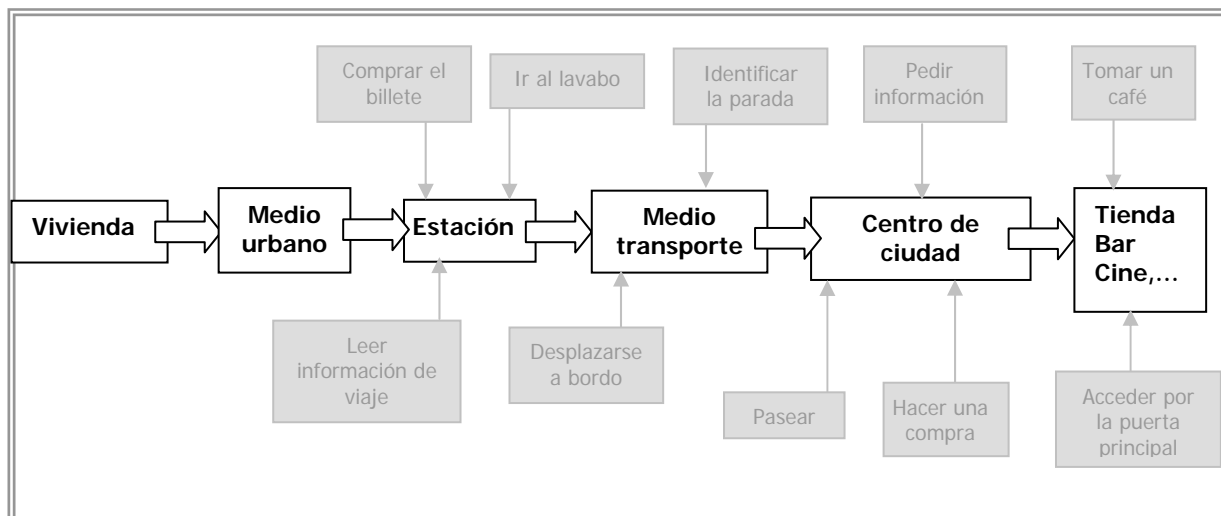 Comprar el
billete
Ir al lavabo
Identificar
la parada
Pedir
información
Tomar un
café
Vivienda
Medio
urbano
Estación
Medio
transporte
Centro de
ciudad
Tienda
Bar
Cine,...
Leer
información de
viaje
Desplazarse
a bordo
Pasear
Hacer una
compra
Acceder por
la puerta
principal